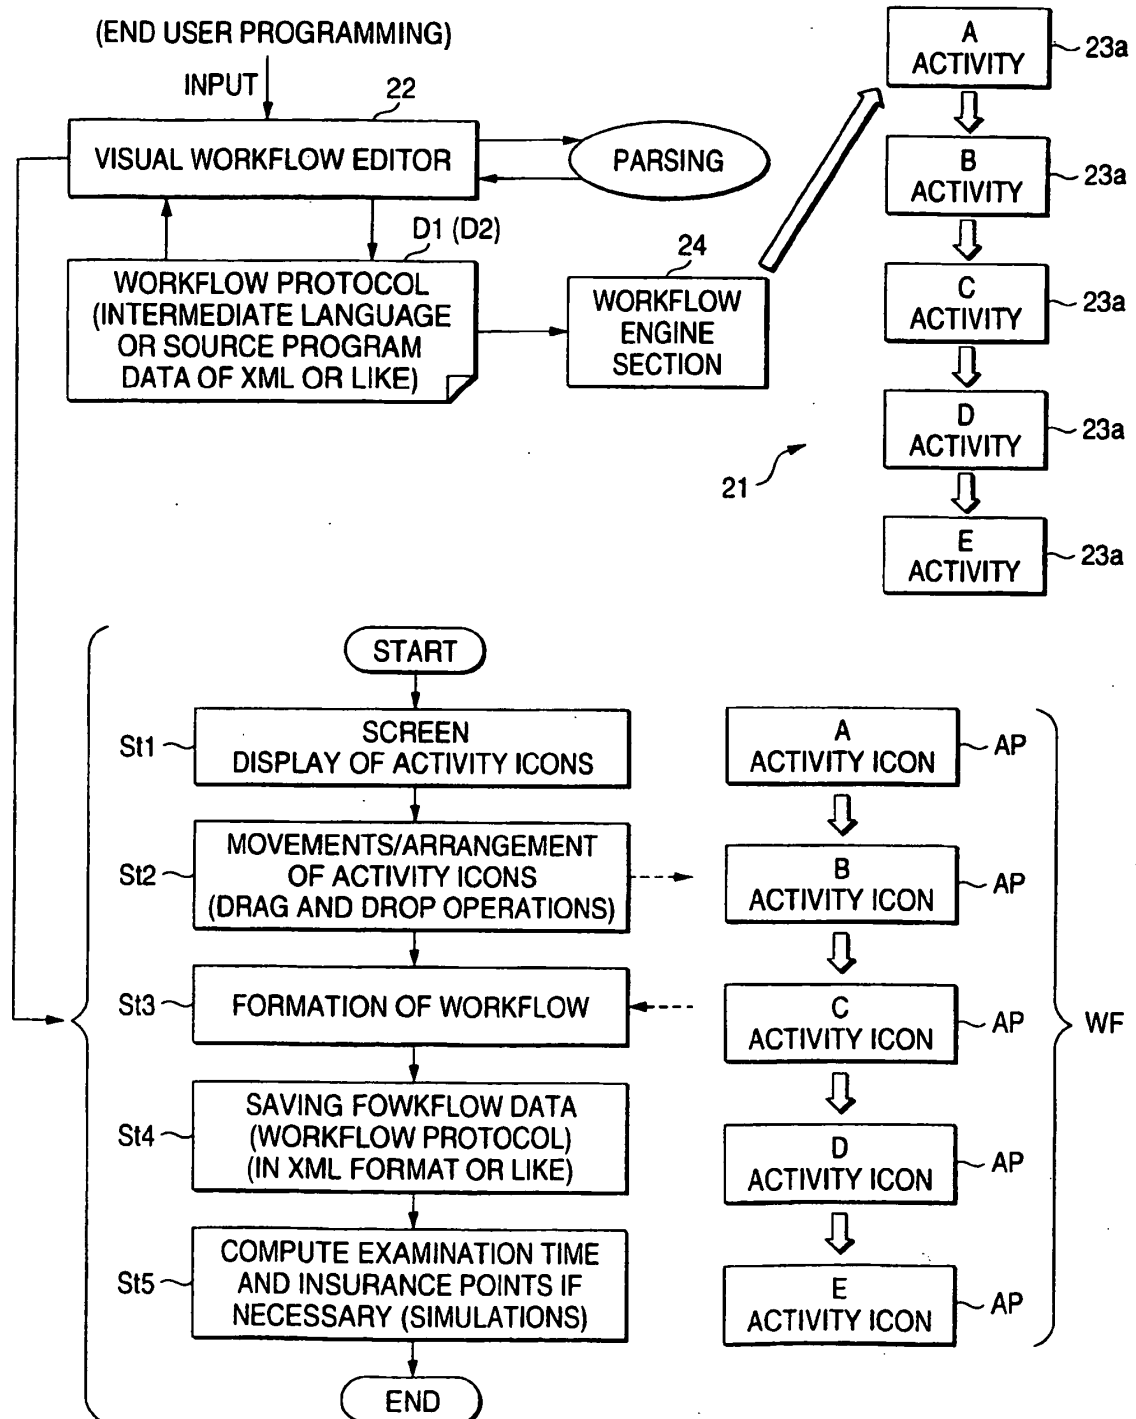 (END USER PROGRAMMING)
INPUT
22
VISUAL WORKFLOW EDITOR
PARSING
D1 (D2)
WORKFLOW PROTOCOL
(INTERMEDIATE LANGUAGE
OR SOURCE PROGRAM
DATA OF XML OR LIKE)
24
WORKFLOW
ENGINE
SECTION
21
A
ACTIVITY
23a
B
ACTIVITY
23a
C
ACTIVITY
23a
D
ACTIVITY
23a
E
ACTIVITY
23a
START
St1
SCREEN
DISPLAY OF ACTIVITY ICONS
St2
MOVEMENTS/ARRANGEMENT
OF ACTIVITY ICONS
(DRAG AND DROP OPERATIONS)
St3
FORMATION OF WORKFLOW
St4
SAVING FOWKFLOW DATA
(WORKFLOW PROTOCOL)
(IN XML FORMAT OR LIKE)
St5
COMPUTE EXAMINATION TIME
AND INSURANCE POINTS IF
NECESSARY (SIMULATIONS)
END
A
ACTIVITY ICON
AP
B
ACTIVITY ICON
AP
C
ACTIVITY ICON
AP
D
ACTIVITY ICON
AP
E
ACTIVITY ICON
AP
WF